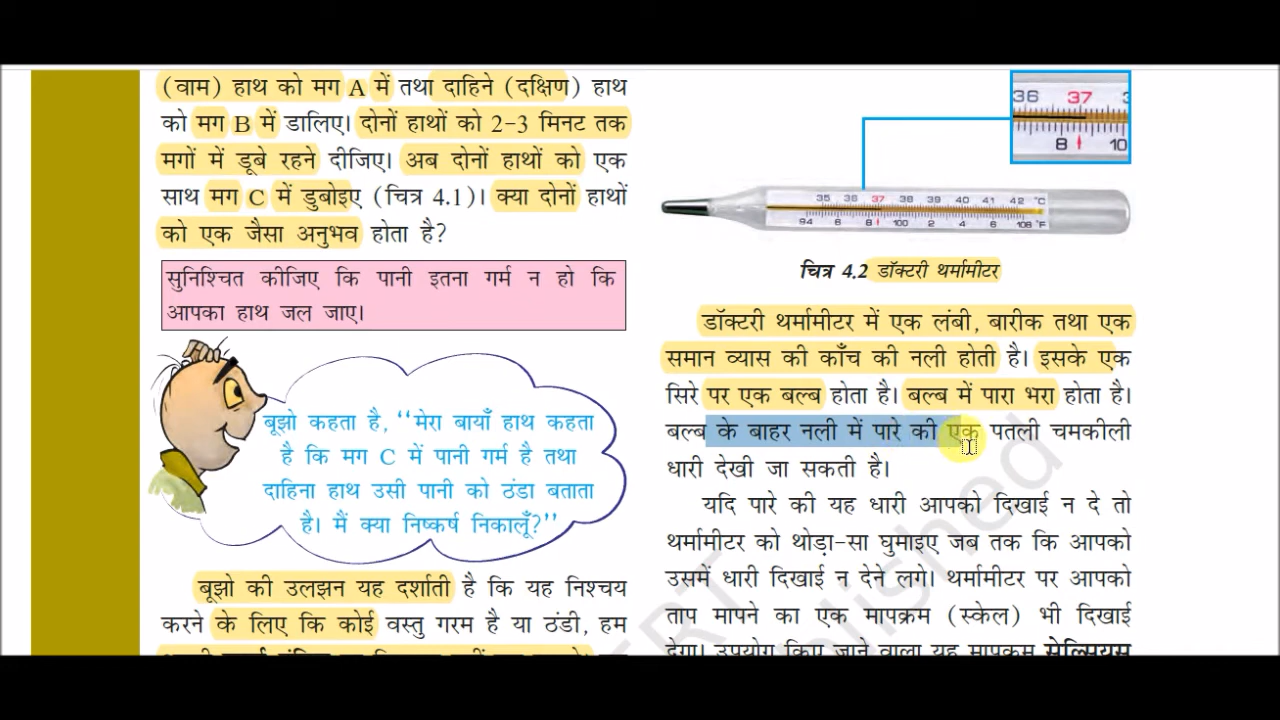 (वाम) हाथ को मग A में तथा दाहिने (दक्षिण) हाथ
को मग B में डालिए। दोनों हाथों को 2-3 मिनट तक
मगों में डूबे रहने दीजिए। अब दोनों हाथों को एक
साथ मग C में डुबोइए (चित्र 4.1)। क्या दोनों हाथों
को एक जैसा अनुभव होता है?
सुनिश्चित कीजिए कि पानी इतना गर्म न हो कि
आपका हाथ जल जाए।
बूझो कहता है, “मेरा बायाँ हाथ कहता
है कि मग C में पानी गर्म है तथा
दाहिना हाथ उसी पानी को ठंडा बताता
है। मैं क्या निष्कर्ष निकालूँ?”
बूझो की उलझन यह दर्शाती है कि यह निश्चय
करने के लिए कि कोई वस्तु गरम है या ठंडी, हम
36 37
8 10
35 36 37 38 39 40 41 42 °C
94 6 8 100 2 4 6 108 °F
चित्र 4.2 डॉक्टरी थर्मामीटर
डॉक्टरी थर्मामीटर में एक लंबी, बारीक तथा एक
समान व्यास की काँच की नली होती है। इसके एक
सिरे पर एक बल्ब होता है। बल्ब में पारा भरा होता है।
बल्ब के बाहर नली में पारे की एक पतली चमकीली
धारी देखी जा सकती है।
यदि पारे की यह धारी आपको दिखाई न दे तो
थर्मामीटर को थोड़ा-सा घुमाइए जब तक कि आपको
उसमें धारी दिखाई न देने लगे। थर्मामीटर पर आपको
ताप मापने का एक मापक्रम (स्केल) भी दिखाई
देगा। उपयोग किए जाने वाला यह मापक्रम सेल्सियस